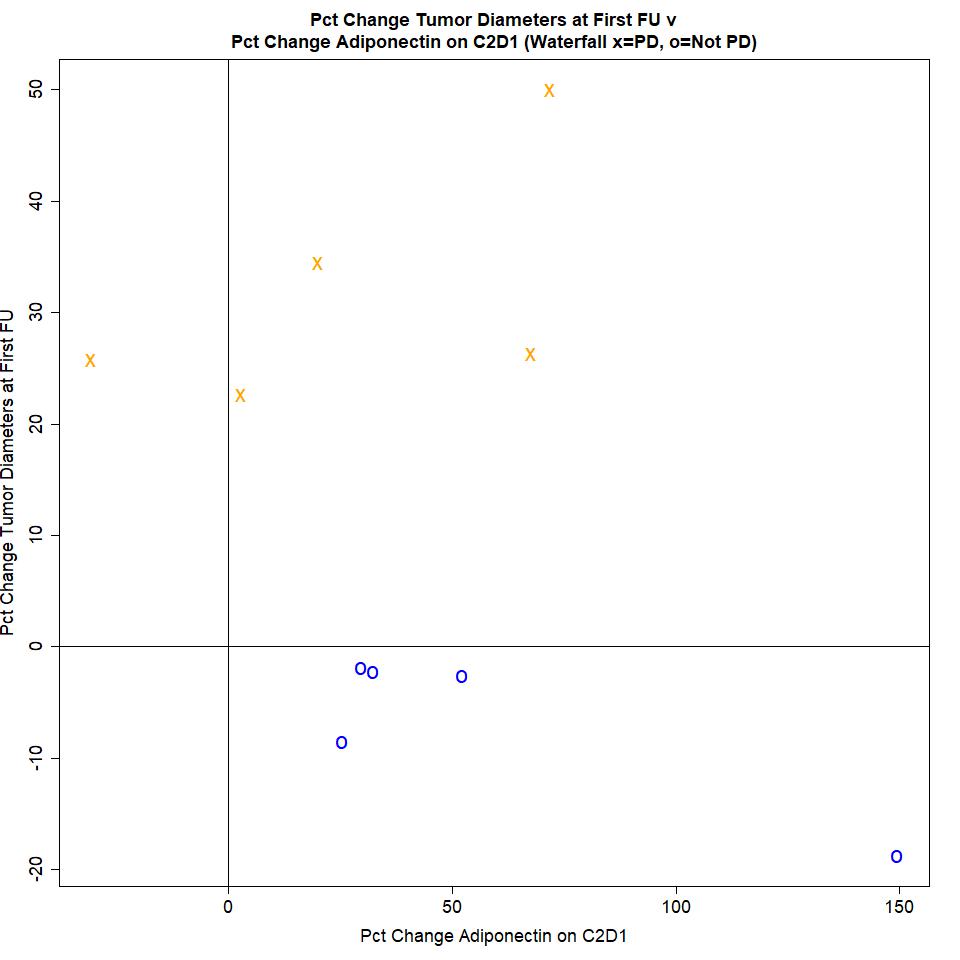 Pct Change Tumor Diameters at First FU v
Pct Change Adiponectin on C2D1 (Waterfall x=PD, o=Not PD)
Pct Change Tumor Diameters at First FU
50
40
30
20
10
0
-10
-20
X
X
X
X
X
O
O
O
O
O
0
50
100
150
Pct Change Adiponectin on C2D1